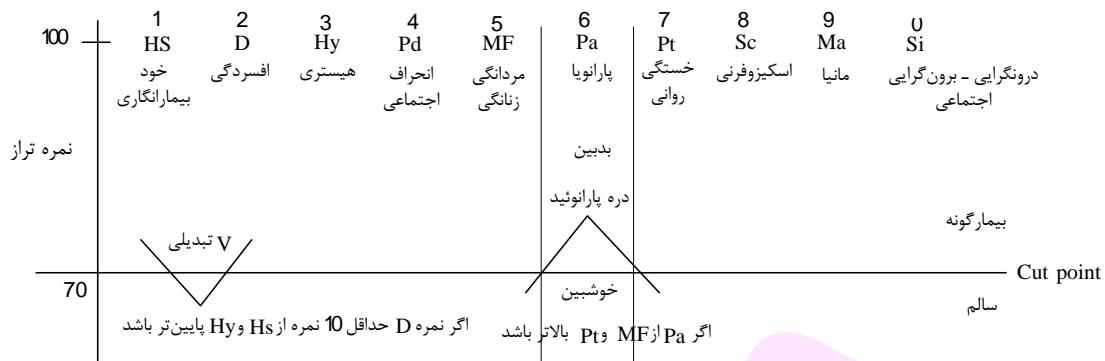 1 2 3 4 5 6 7 8 9 0
100 HS D Hy Pd MF Pa Pt Sc Ma Si
خود افسردگی هیستری انحراف مردانگی پارانویا خستگی اسکیزوفرنی مانیا درونگرایی - برون‌گرایی
بیمارانگاری اجتماعی زنانگی روانی اجتماعی
نمره تراز بدبین
دره پارانوئید
بیمارگونه
V تبدیلی
Cut point
70 خوشبین
سالم
اگر نمره D حداقل 10 نمره از Hs و Hy پایین‌تر باشد
اگر Pa از MF و Pt بالاتر باشد